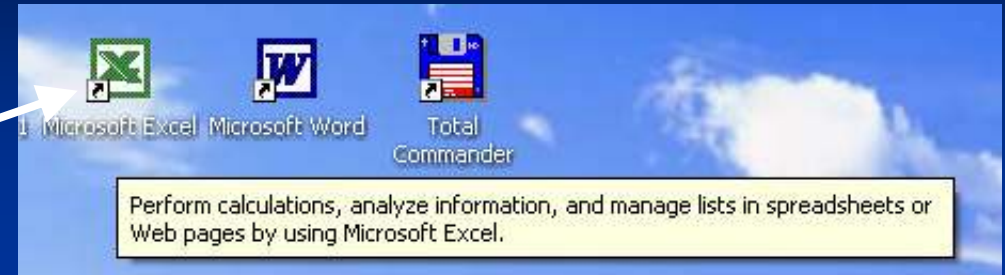 Microsoft Excel Microsoft Word Total
Commander
Perform calculations, analyze information, and manage lists in spreadsheets or
Web pages by using Microsoft Excel.